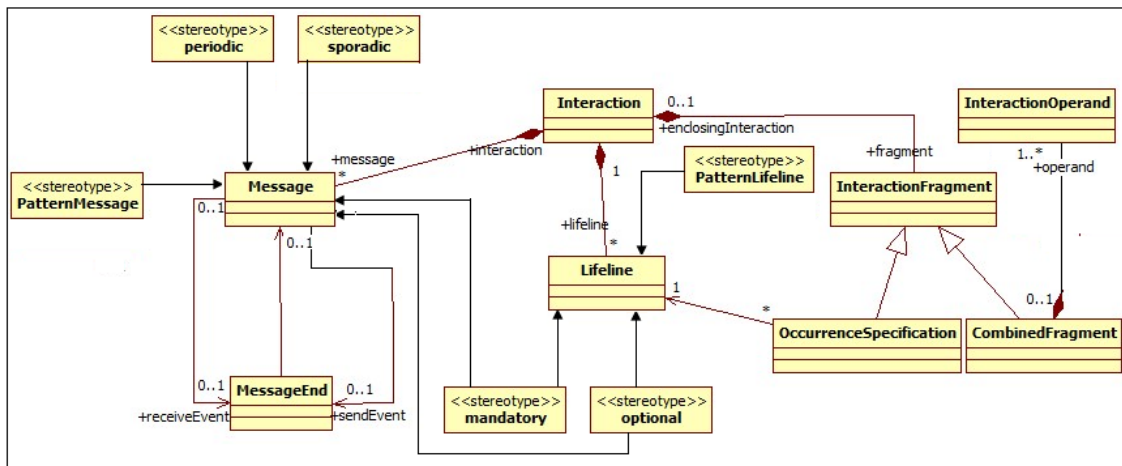 <<stereotype>>
periodic
<<stereotype>>
sporadic
Interaction
0..1
+enclosingInteraction
InteractionOperand
+message
*
+interaction
1
+fragment
1..*
+operand
<<stereotype>>
PatternMessage
Message
0..1
0..1
<<stereotype>>
PatternLifeline
InteractionFragment
+lifeline
*
Lifeline
1
*
0..1
OccurrenceSpecification
CombinedFragment
0..1
+receiveEvent
MessageEnd
0..1
+sendEvent
<<stereotype>>
mandatory
<<stereotype>>
optional